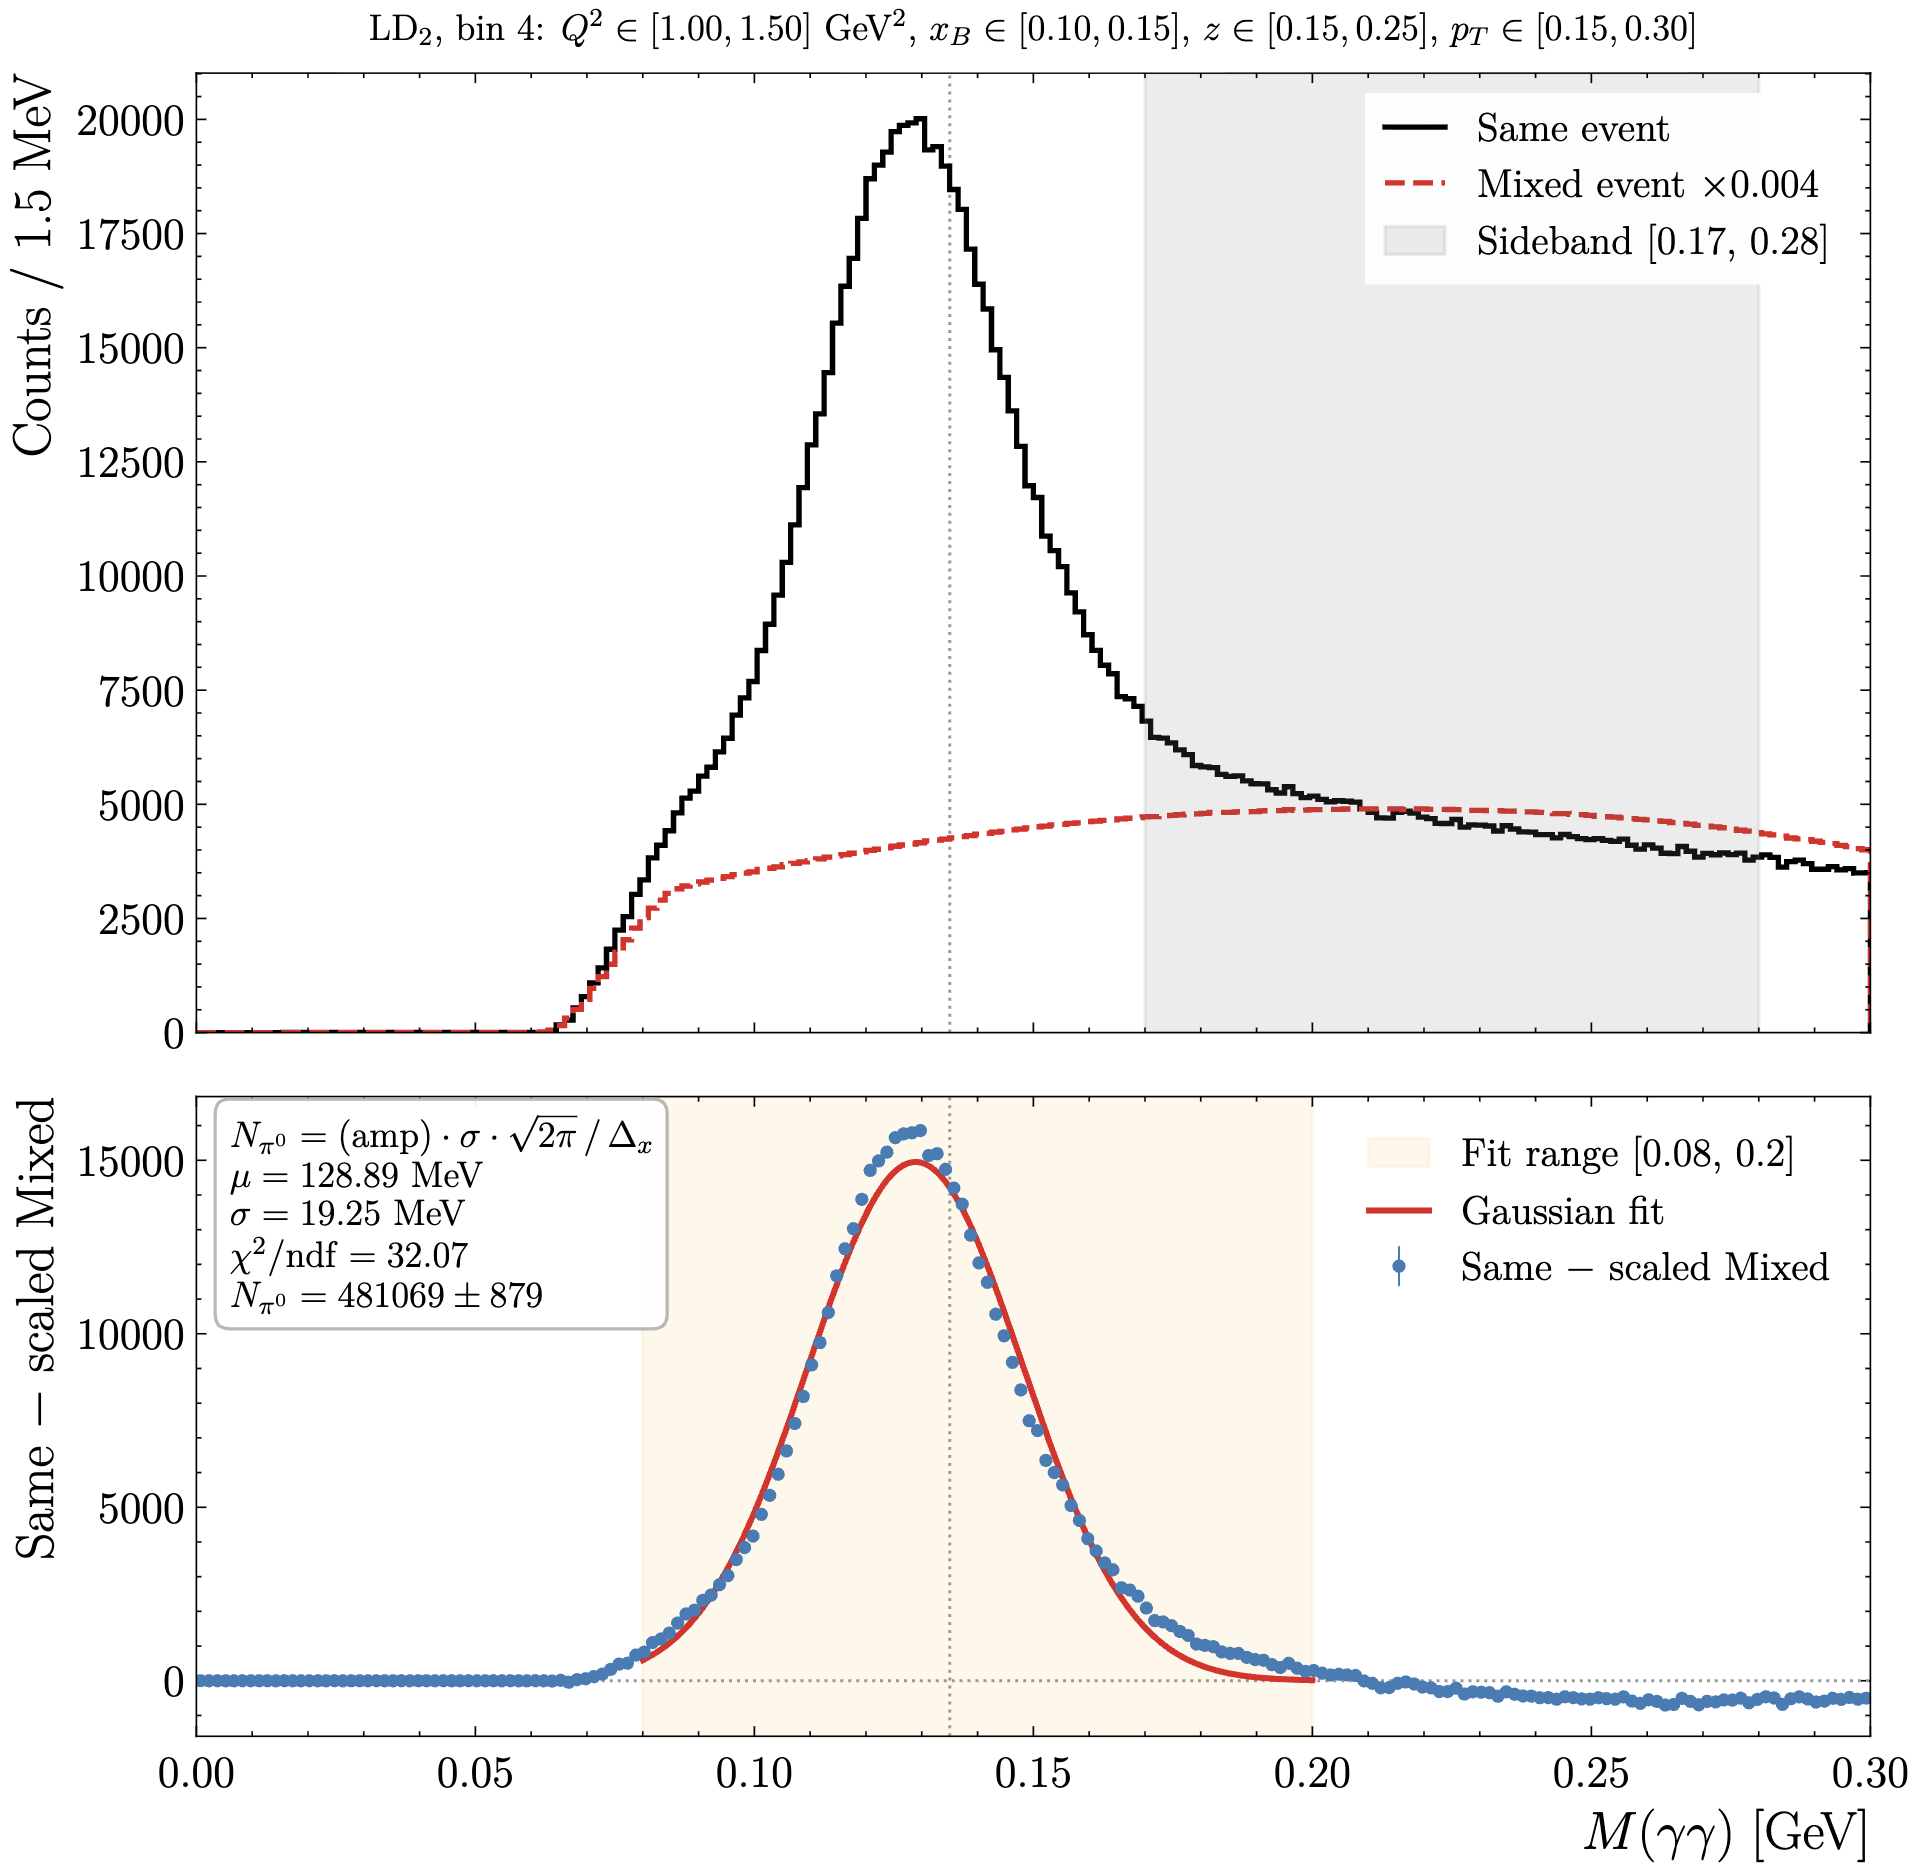 LD₂, bin 4: Q² ∈ [1.00, 1.50] GeV², x_B ∈ [0.10, 0.15], z ∈ [0.15, 0.25], p_T ∈ [0.15, 0.30]
Counts / 1.5 MeV
20000
17500
15000
12500
10000
7500
5000
2500
0
Same event
Mixed event ×0.004
Sideband [0.17, 0.28]
Same − scaled Mixed
15000
10000
5000
0
N_π⁰ = (amp) · σ · √2π / Δₓ
μ = 128.89 MeV
σ = 19.25 MeV
χ²/ndf = 32.07
N_π⁰ = 481069 ± 879
Fit range [0.08, 0.2]
Gaussian fit
Same − scaled Mixed
0.00 0.05 0.10 0.15 0.20 0.25 0.30
M(γγ) [GeV]